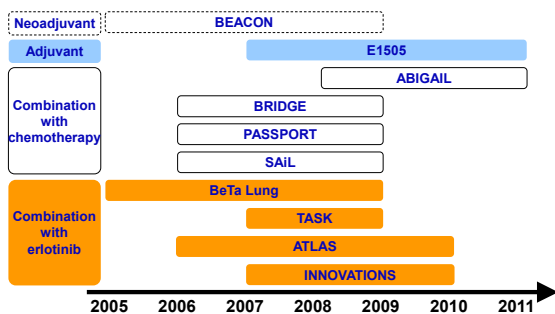 Neoadjuvant
BEACON
Adjuvant
E1505
Combination
with
chemotherapy
ABIGAIL
BRIDGE
PASSPORT
SAiL
Combination
with
erlotinib
BeTa Lung
TASK
ATLAS
INNOVATIONS
2005 2006 2007 2008 2009 2010 2011